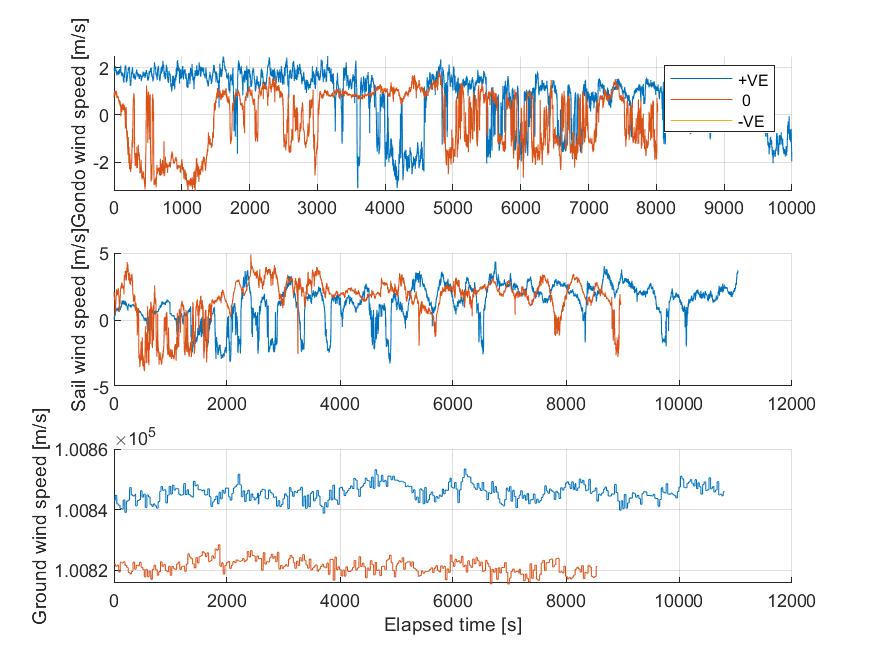 Gondo wind speed [m/s]
2
0
-2
0 1000 2000 3000 4000 5000 6000 7000 8000 9000 10000
+VE
0
-VE
Sail wind speed [m/s]
5
0
-5
0 2000 4000 6000 8000 10000 12000
Ground wind speed [m/s]
×10⁵
1.0086
1.0084
1.0082
0 2000 4000 6000 8000 10000 12000
Elapsed time [s]